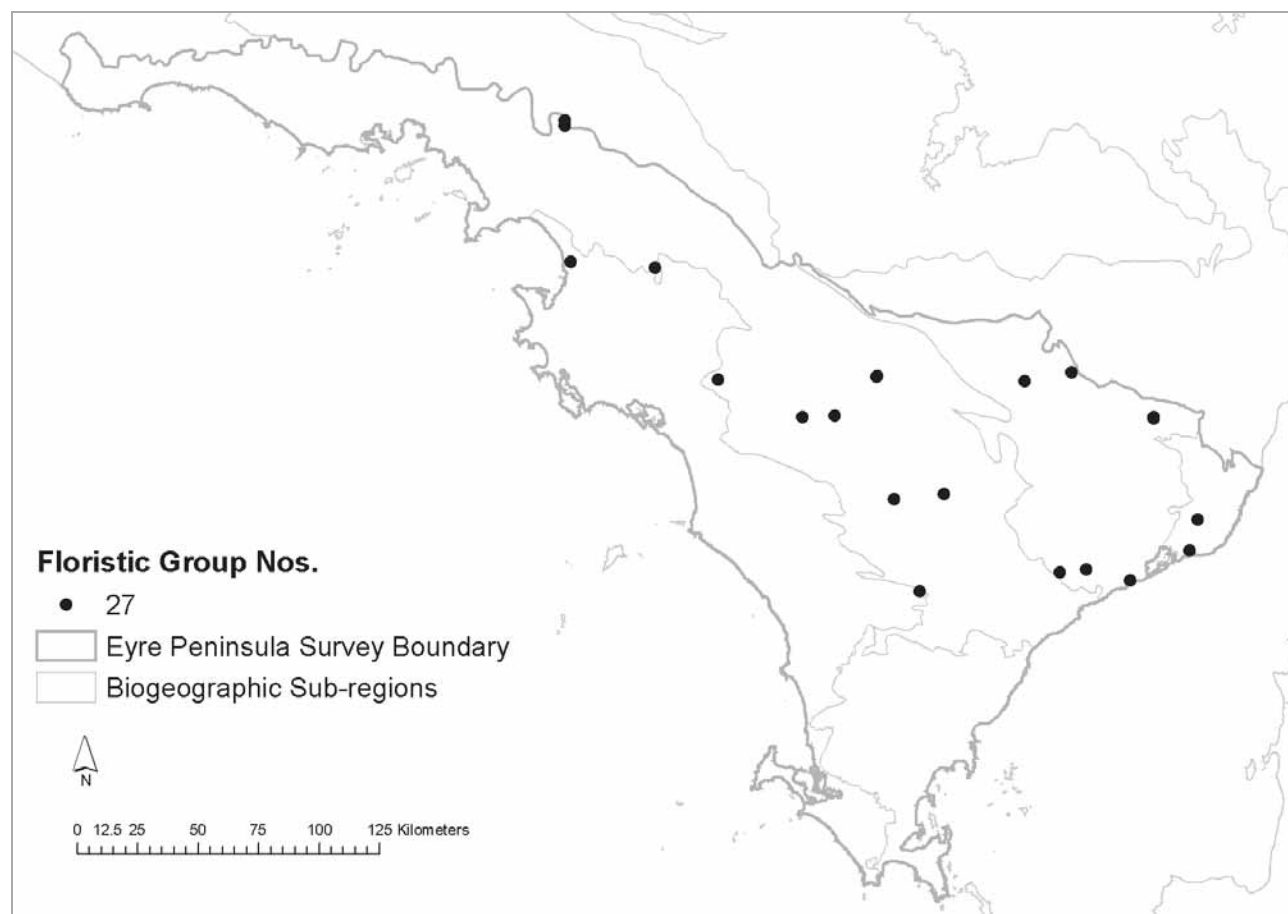 Floristic Group Nos.
27
Eyre Peninsula Survey Boundary
Biogeographic Sub-regions
N
0 12.5 25 50 75 100 125 Kilometers